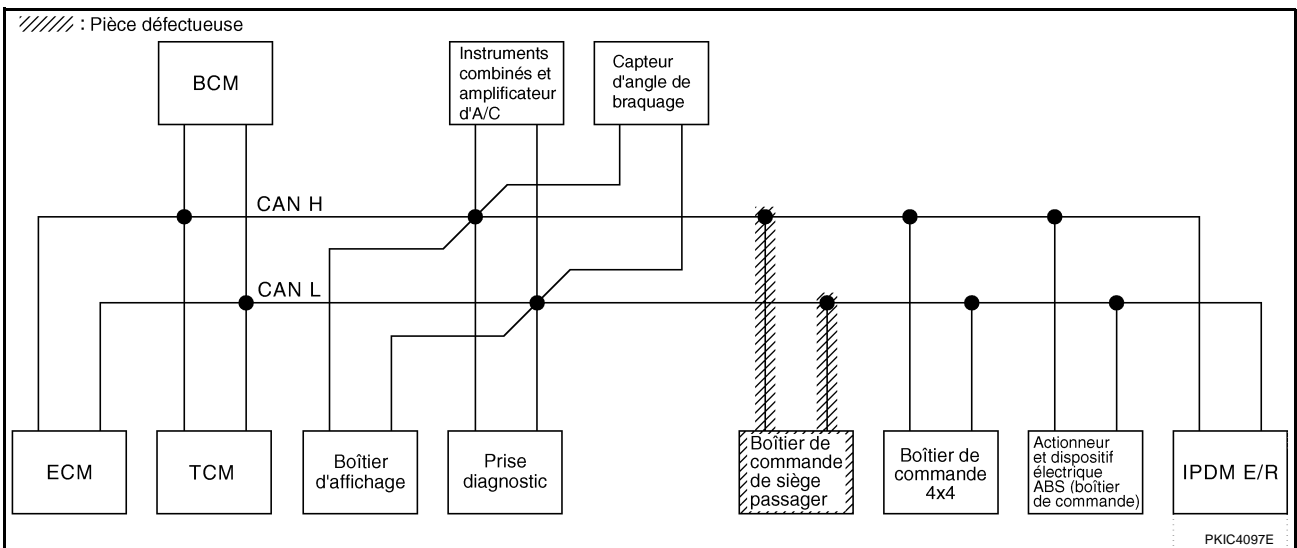 : Pièce défectueuse
BCM
Instruments
combinés et
amplificateur
d'A/C
Capteur
d'angle de
braquage
CAN H
CAN L
ECM
TCM
Boîtier
d'affichage
Prise
diagnostic
Boîtier de
commande
de siège
passager
Boîtier de
commande
4x4
Actionneur
et dispositif
électrique
ABS (boîtier
de commande)
IPDM E/R
PKIC4097E